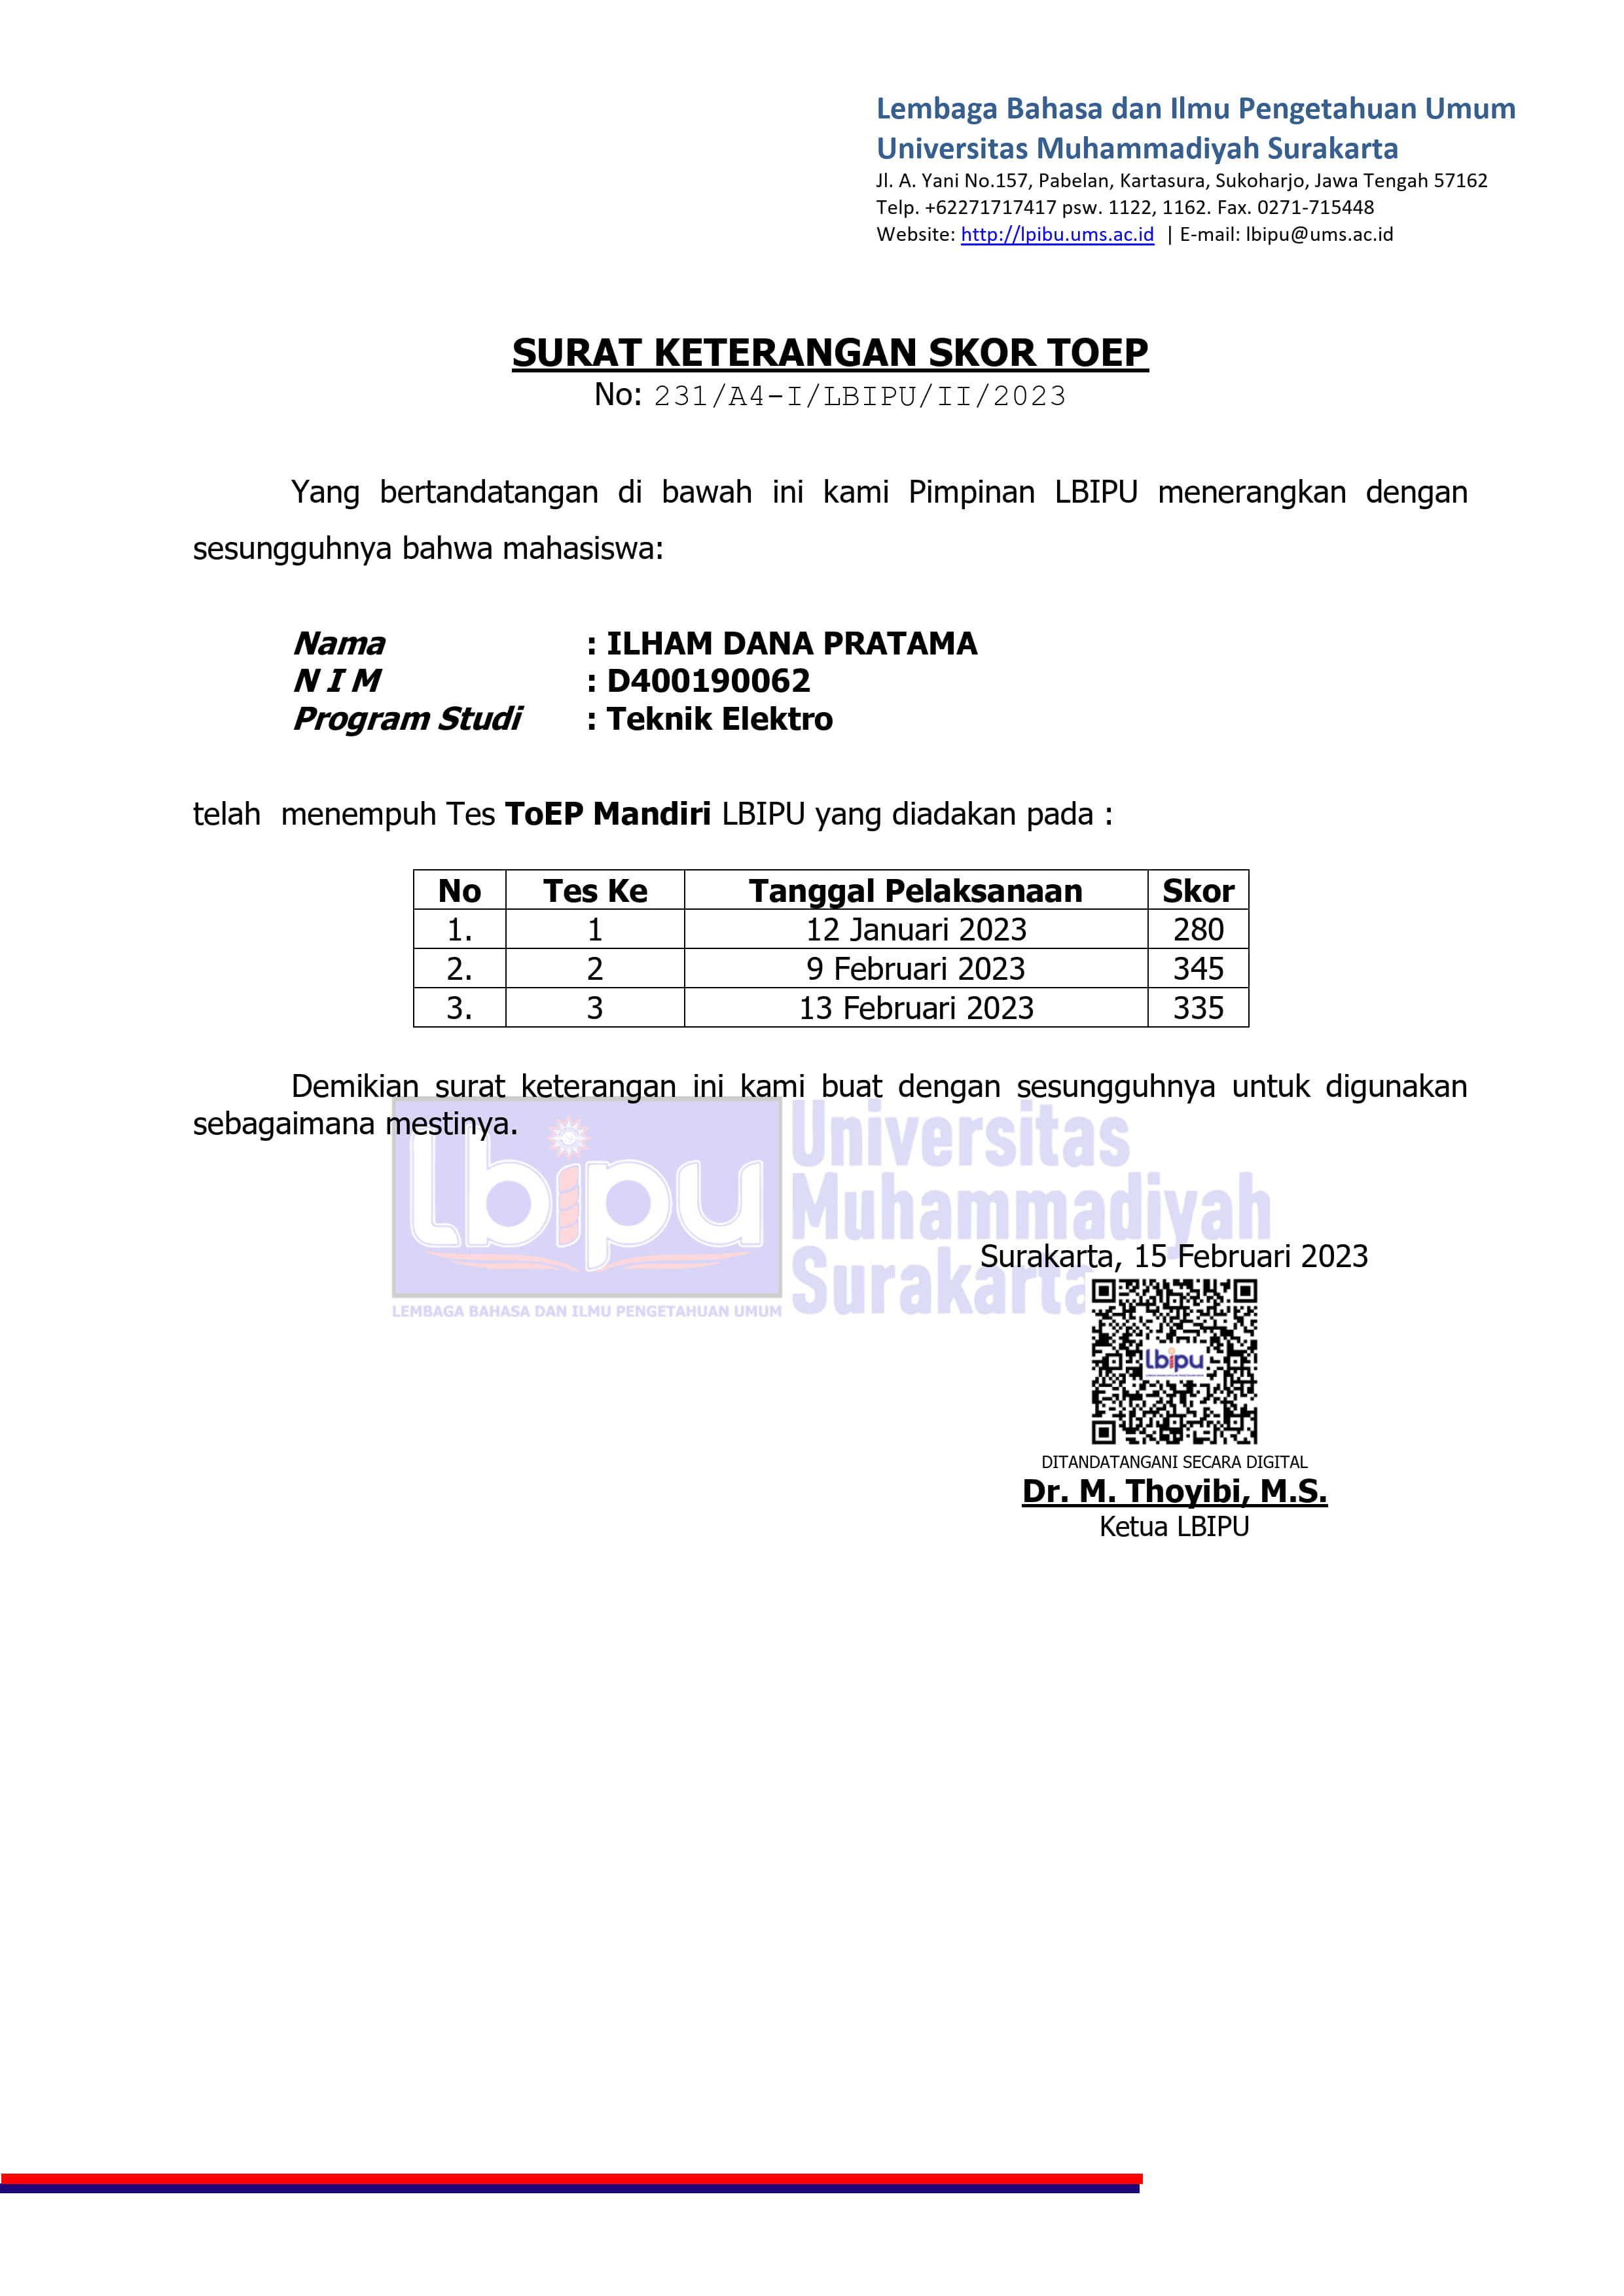 Lembaga Bahasa dan Ilmu Pengetahuan Umum
Universitas Muhammadiyah Surakarta
Jl. A. Yani No.157, Pabelan, Kartasura, Sukoharjo, Jawa Tengah 57162
Telp. +62271717417 psw. 1122, 1162. Fax. 0271-715448
Website: http://lpibu.ums.ac.id | E-mail: lbipu@ums.ac.id
SURAT KETERANGAN SKOR TOEP
No: 231/A4-I/LBIPU/II/2023
Yang bertandatangan di bawah ini kami Pimpinan LBIPU menerangkan dengan
sesungguhnya bahwa mahasiswa:
Nama : ILHAM DANA PRATAMA
N I M : D400190062
Program Studi : Teknik Elektro
telah menempuh Tes ToEP Mandiri LBIPU yang diadakan pada :
No Tes Ke Tanggal Pelaksanaan Skor
1. 1 12 Januari 2023 280
2. 2 9 Februari 2023 345
3. 3 13 Februari 2023 335
Demikian surat keterangan ini kami buat dengan sesungguhnya untuk digunakan
sebagaimana mestinya.
lbipu
LEMBAGA BAHASA DAN ILMU PENGETAHUAN UMUM
Universitas
Muhammadiyah
Surakarta
Surakarta, 15 Februari 2023
lbipu
DITANDATANGANI SECARA DIGITAL
Dr. M. Thoyibi, M.S.
Ketua LBIPU